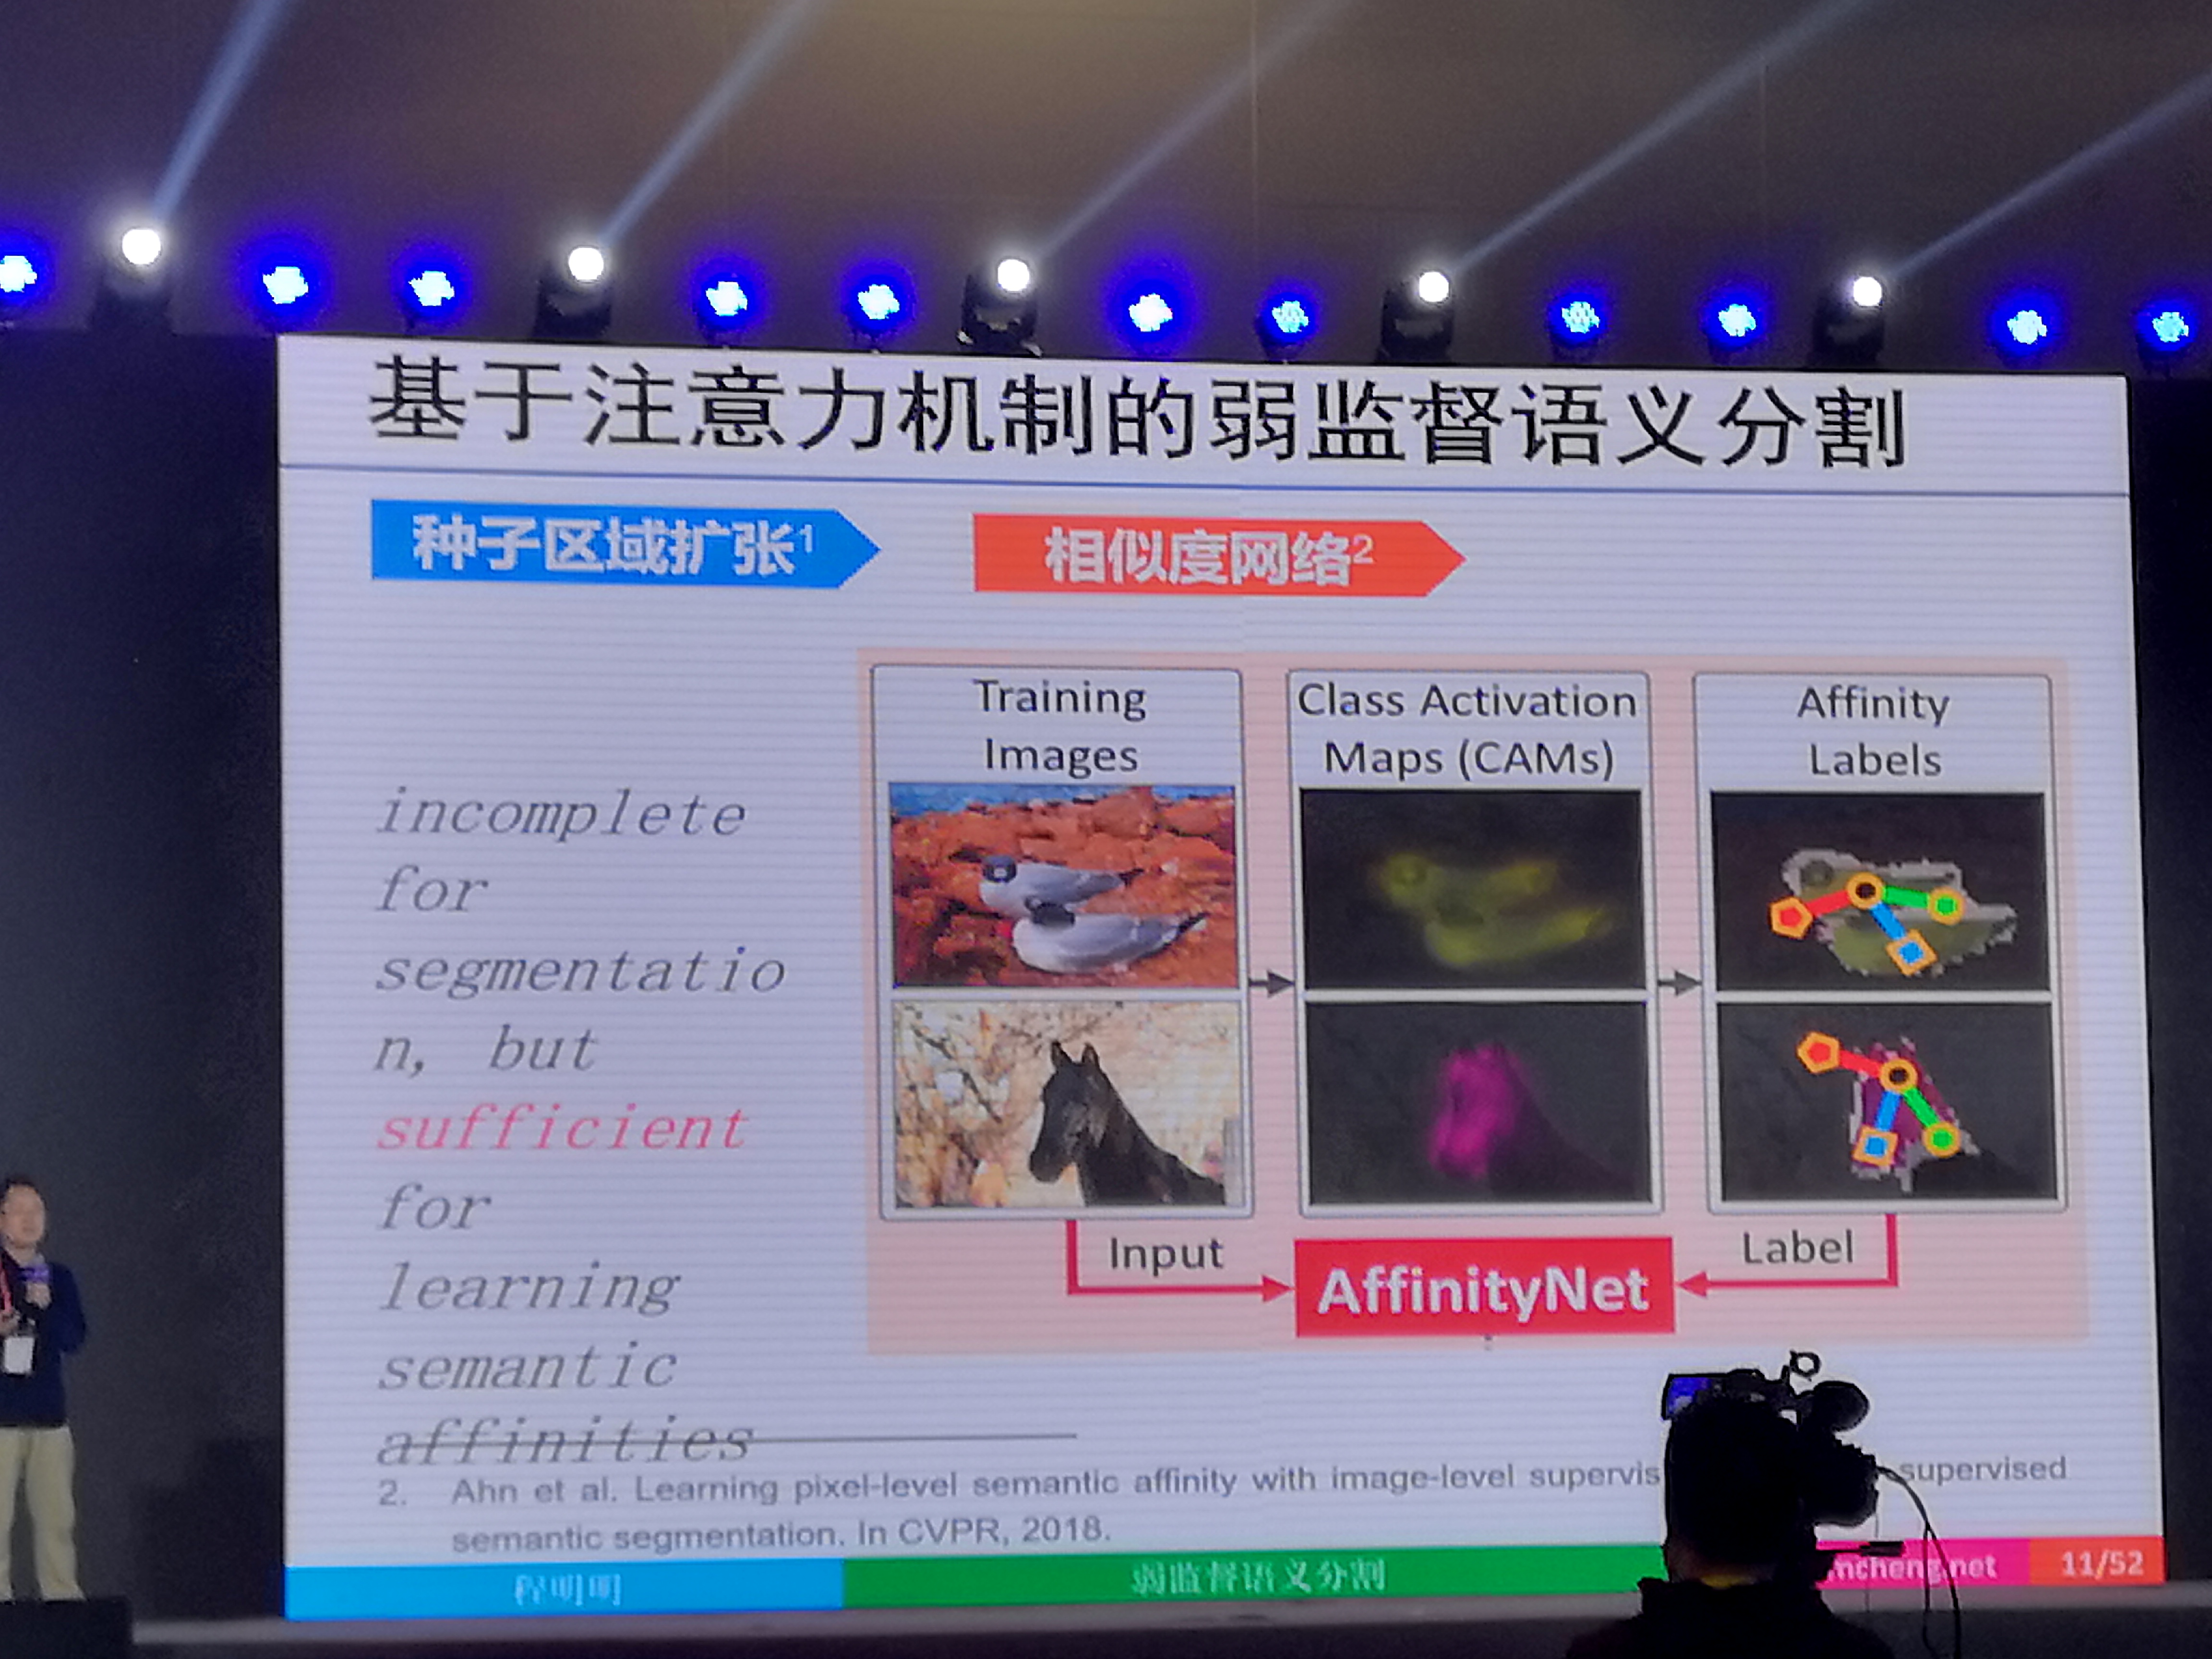 基于注意力机制的弱监督语义分割
种子区域扩张1
相似度网络2
incomplete
for
segmentatio
n, but
sufficient
for
learning
semantic
affinities
Training
Images
Class Activation
Maps (CAMs)
Affinity
Labels
Input
AffinityNet
Label
2. Ahn et al. Learning pixel-level semantic affinity with image-level supervis supervised
semantic segmentation. In CVPR, 2018.
程明明
弱监督语义分割
mcheng.net
11/52